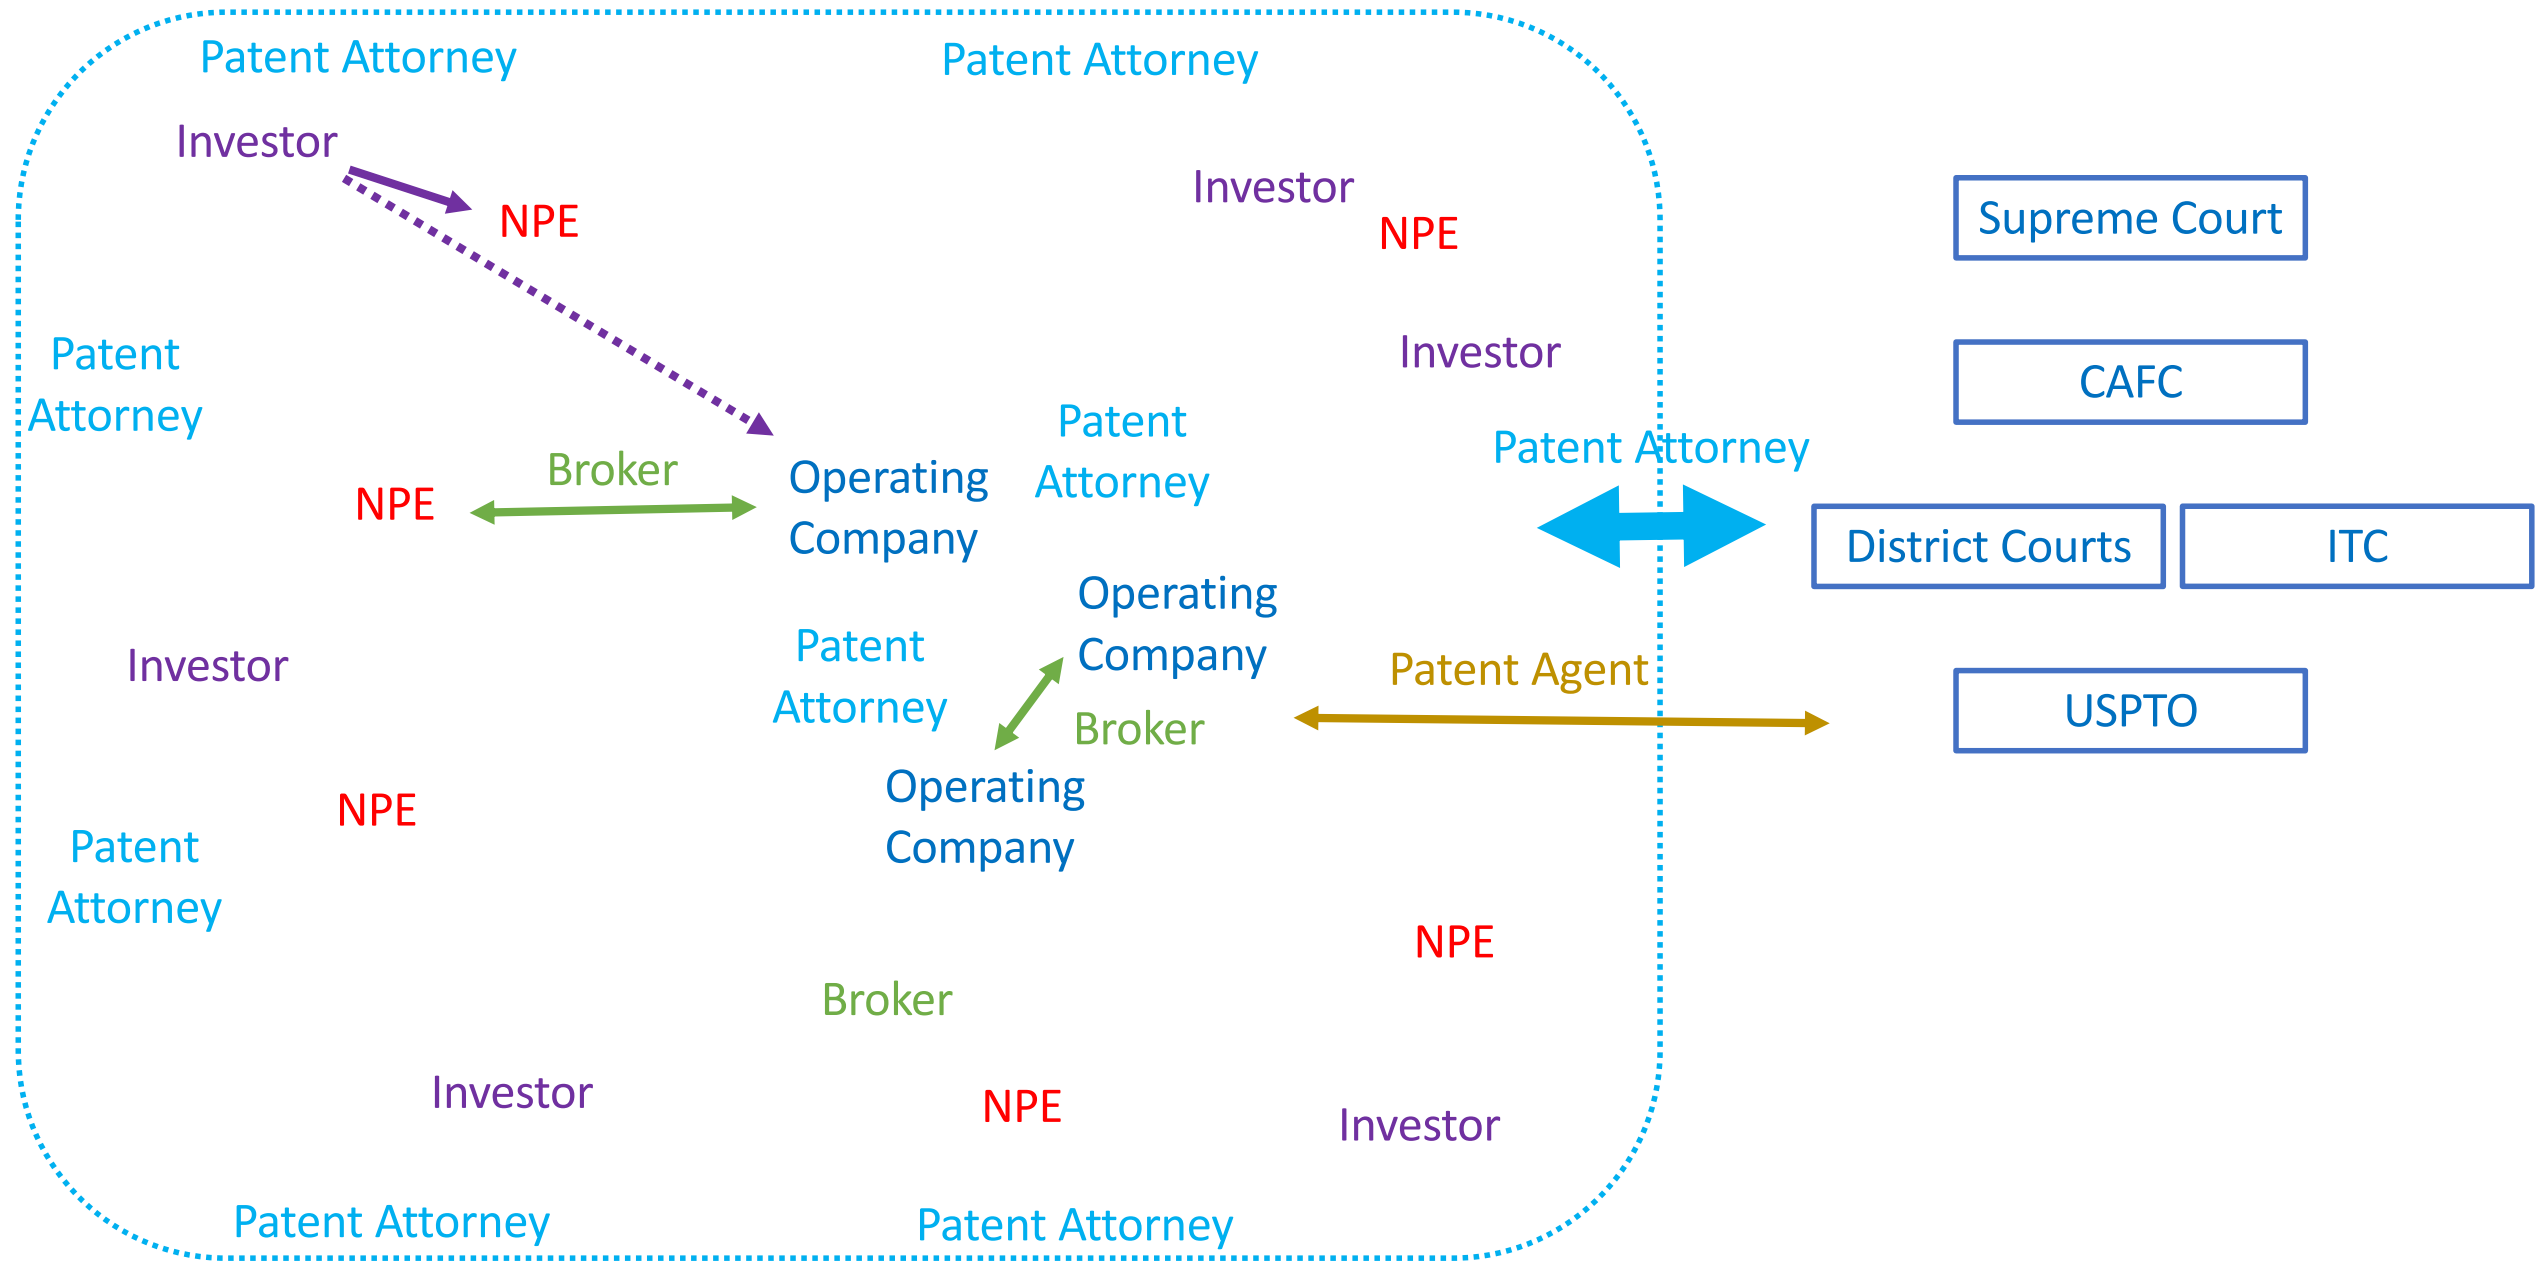 Patent Attorney
Patent Attorney
Investor
Investor
NPE
NPE
Supreme Court
Patent
Attorney
Investor
CAFC
Patent
Attorney
Patent Attorney
Broker
NPE
Operating
Company
District Courts
ITC
Operating
Company
Patent
Attorney
Investor
Patent Agent
Broker
USPTO
Operating
Company
NPE
Patent
Attorney
NPE
Broker
Investor
NPE
Investor
Patent Attorney
Patent Attorney